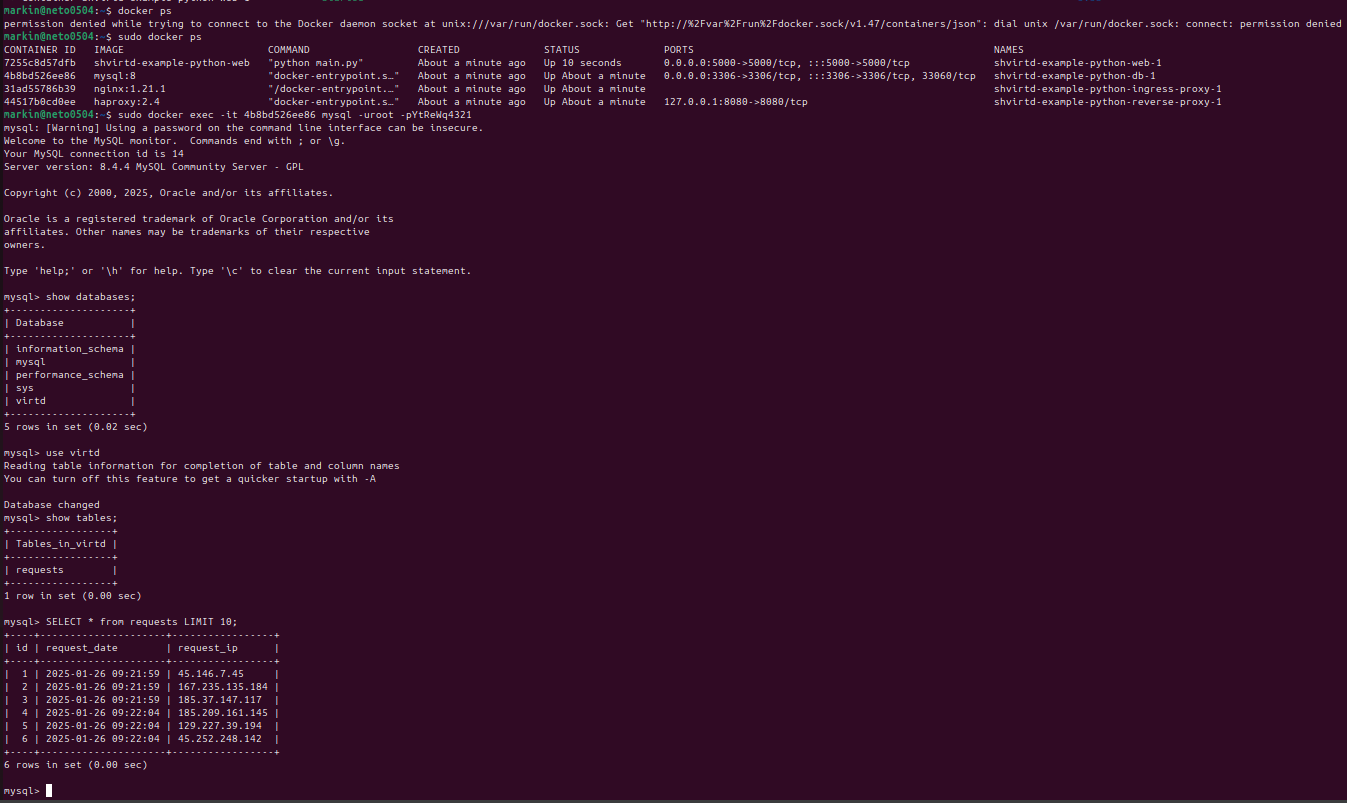 markin@neto0504:~$ docker ps
permission denied while trying to connect to the Docker daemon socket at unix:///var/run/docker.sock: Get "http://%2Fvar%2Frun%2Fdocker.sock/v1.47/containers/json": dial unix /var/run/docker.sock: connect: permission denied
markin@neto0504:~$ sudo docker ps
CONTAINER ID   IMAGE                       COMMAND                  CREATED              STATUS              PORTS                                                  NAMES
7255c8d57dfb   shvirtd-example-python-web   "python main.py"         About a minute ago   Up 10 seconds       0.0.0.0:5000->5000/tcp, :::5000->5000/tcp              shvirtd-example-python-web-1
4b8bd526ee86   mysql:8                      "docker-entrypoint.s…"   About a minute ago   Up About a minute   0.0.0.0:3306->3306/tcp, :::3306->3306/tcp, 33060/tcp   shvirtd-example-python-db-1
31ad55786b39   nginx:1.21.1                 "/docker-entrypoint.…"   About a minute ago   Up About a minute                                                          shvirtd-example-python-ingress-proxy-1
44517b0cd0ee   haproxy:2.4                  "docker-entrypoint.s…"   About a minute ago   Up About a minute   127.0.0.1:8080->8080/tcp                               shvirtd-example-python-reverse-proxy-1
markin@neto0504:~$ sudo docker exec -it 4b8bd526ee86 mysql -uroot -pYtReWq4321
mysql: [Warning] Using a password on the command line interface can be insecure.
Welcome to the MySQL monitor.  Commands end with ; or \g.
Your MySQL connection id is 14
Server version: 8.4.4 MySQL Community Server - GPL
Copyright (c) 2000, 2025, Oracle and/or its affiliates.
Oracle is a registered trademark of Oracle Corporation and/or its
affiliates. Other names may be trademarks of their respective
owners.
Type 'help;' or '\h' for help. Type '\c' to clear the current input statement.
mysql> show databases;
+--------------------+
| Database           |
+--------------------+
| information_schema |
| mysql              |
| performance_schema |
| sys                |
| virtd              |
+--------------------+
5 rows in set (0.02 sec)
mysql> use virtd
Reading table information for completion of table and column names
You can turn off this feature to get a quicker startup with -A
Database changed
mysql> show tables;
+-----------------+
| Tables_in_virtd |
+-----------------+
| requests        |
+-----------------+
1 row in set (0.00 sec)
mysql> SELECT * from requests LIMIT 10;
+----+---------------------+-----------------+
| id | request_date        | request_ip      |
+----+---------------------+-----------------+
|  1 | 2025-01-26 09:21:59 | 45.146.7.45     |
|  2 | 2025-01-26 09:21:59 | 167.235.135.184 |
|  3 | 2025-01-26 09:21:59 | 185.37.147.117  |
|  4 | 2025-01-26 09:22:04 | 185.209.161.145 |
|  5 | 2025-01-26 09:22:04 | 129.227.39.194  |
|  6 | 2025-01-26 09:22:04 | 45.252.248.142  |
+----+---------------------+-----------------+
6 rows in set (0.00 sec)
mysql>